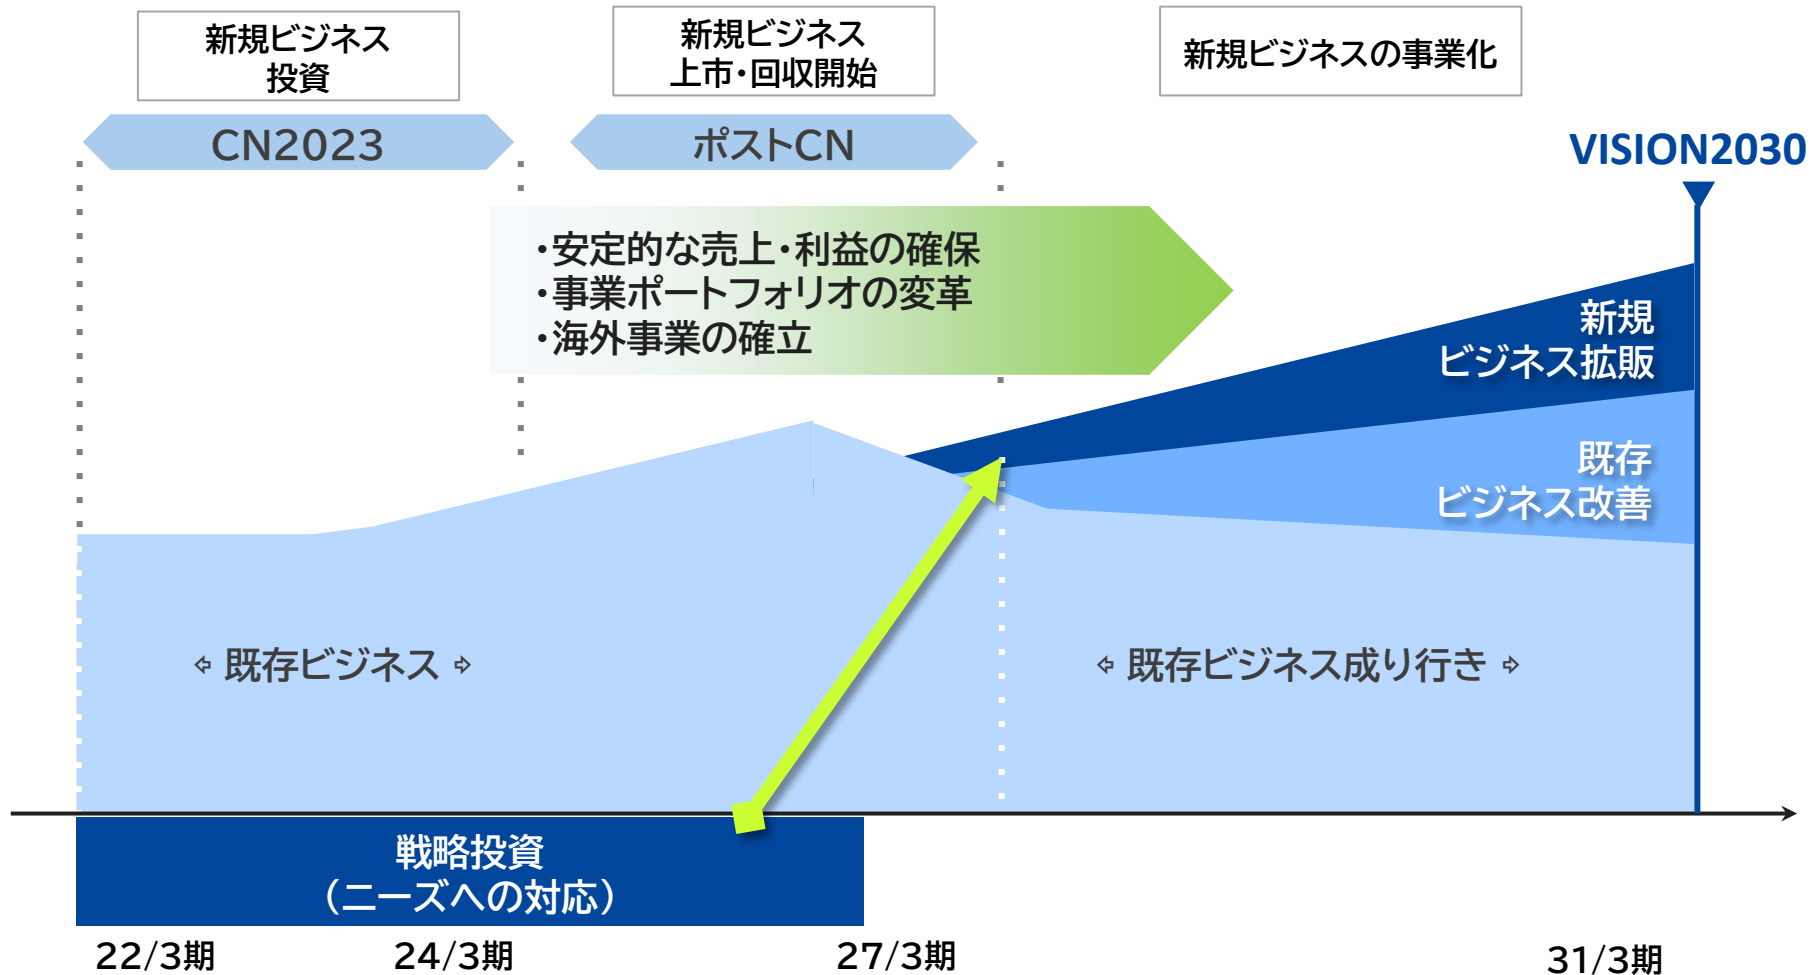 新規ビジネス
投資
新規ビジネス
上市・回収開始
新規ビジネスの事業化
CN2023
ポストCN
VISION2030
・安定的な売上・利益の確保
・事業ポートフォリオの変革
・海外事業の確立
新規
ビジネス拡販
既存
ビジネス改善
既存ビジネス
既存ビジネス成り行き
戦略投資
（ニーズへの対応）
22/3期
24/3期
27/3期
31/3期